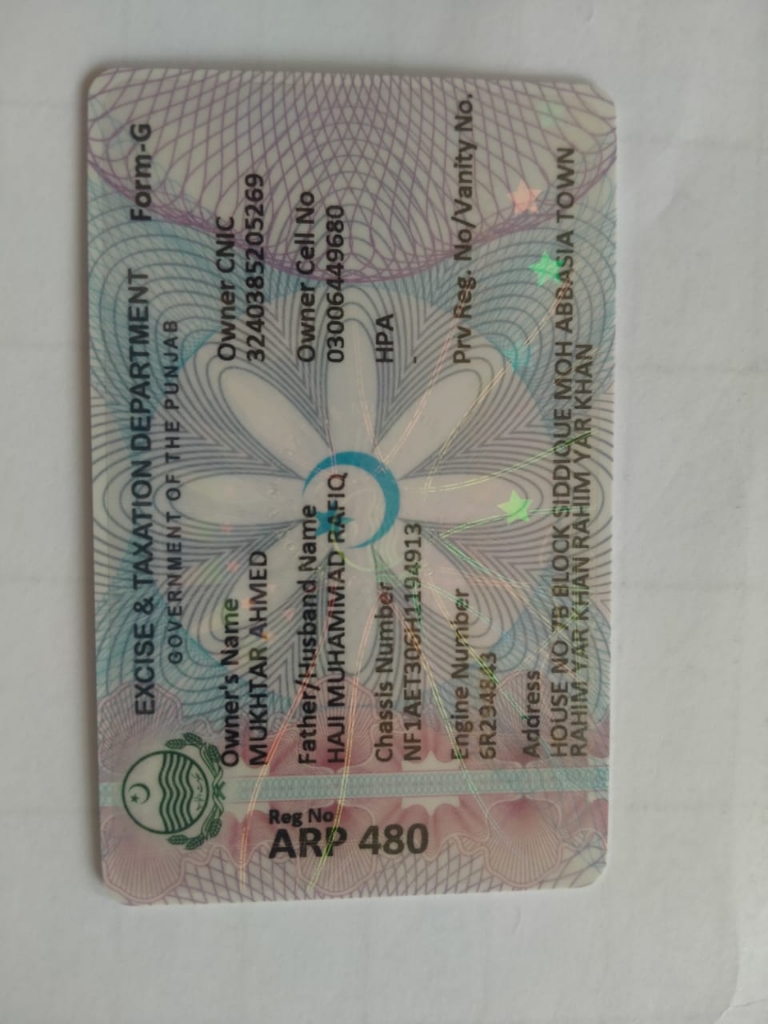 EXCISE & TAXATION DEPARTMENT Form-G
GOVERNMENT OF THE PUNJAB
Owner's Name
MUKHTAR AHMED
Owner CNIC
3240385205269
Father/Husband Name
HAJI MUHAMMAD RAFIQ
Owner Cell No
03006449680
Chassis Number
NF1AET306H1194913
HPA
-
Engine Number
Prv Reg. No/Vanity No.
Address
HOUSE NO 7B BLOCK SIDDIQUE MOH ABBASIA TOWN
RAHIM YAR KHAN RAHIM YAR KHAN
Reg No
ARP 480